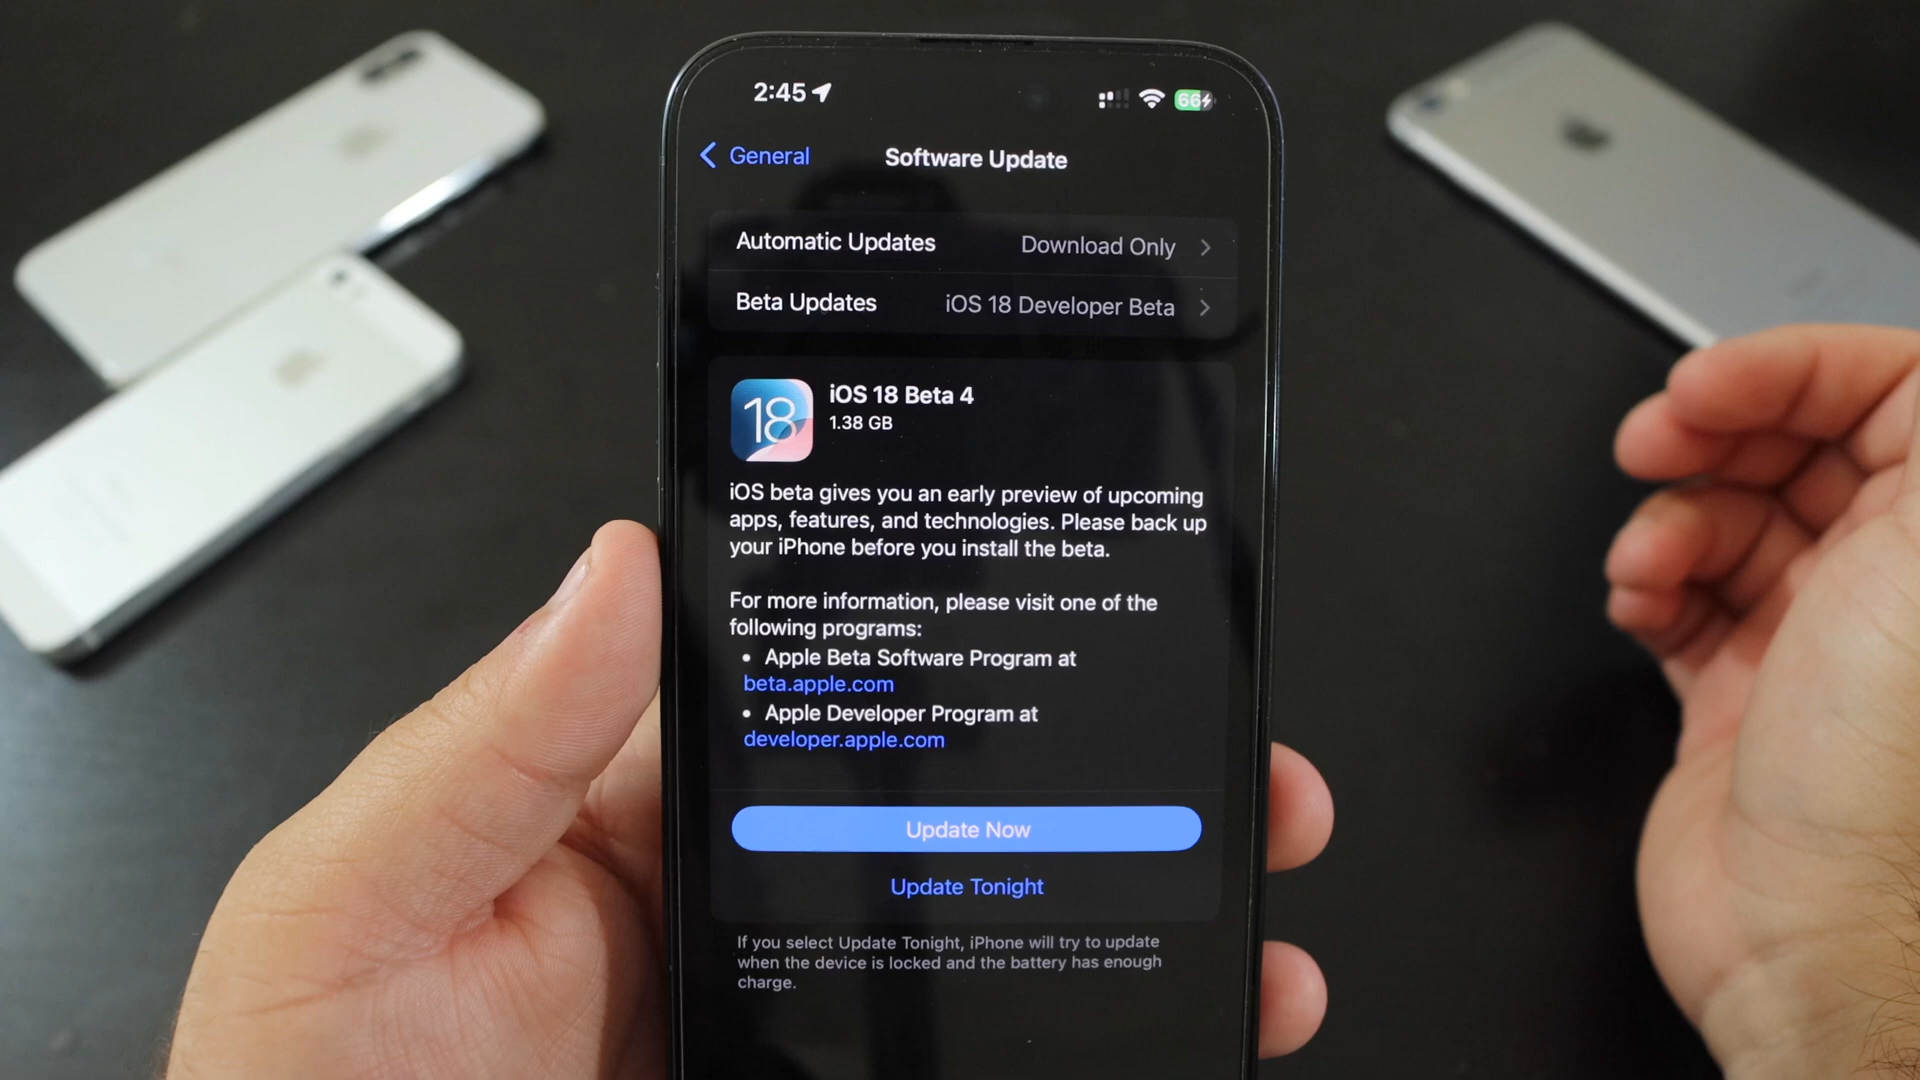 2:45
66
General
Software Update
Automatic Updates Download Only
Beta Updates iOS 18 Developer Beta
18
iOS 18 Beta 4
1.38 GB
iOS beta gives you an early preview of upcoming
apps, features, and technologies. Please back up
your iPhone before you install the beta.
For more information, please visit one of the
following programs:
• Apple Beta Software Program at
beta.apple.com
• Apple Developer Program at
developer.apple.com
Update Now
Update Tonight
If you select Update Tonight, iPhone will try to update
when the device is locked and the battery has enough
charge.